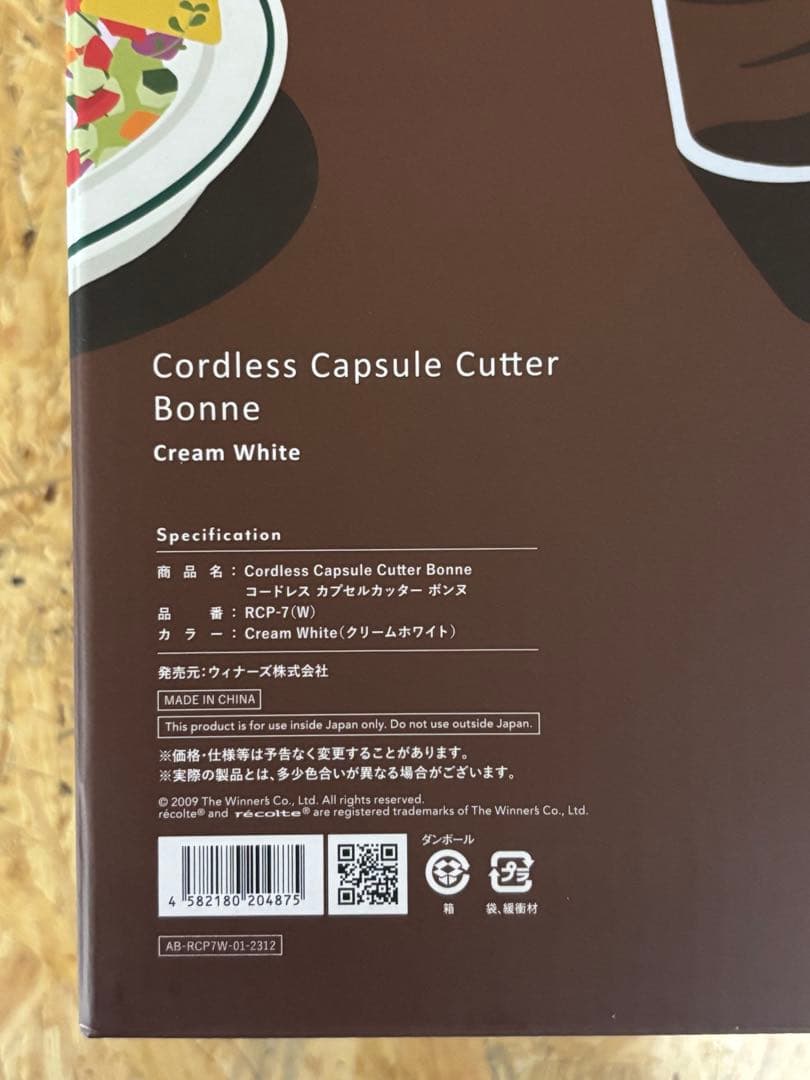 Cordless Capsule Cutter
Bonne
Cream White
Specification
商品名：Cordless Capsule Cutter Bonne
コードレス カプセルカッター ボンヌ
品番：RCP-7(W)
カラー：Cream White(クリームホワイト)
発売元：ウィナーズ株式会社
MADE IN CHINA
This product is for use inside Japan only. Do not use outside Japan.
※価格・仕様等は予告なく変更することがあります。
※実際の製品とは、多少色合いが異なる場合がございます。
© 2009 The Winner's Co., Ltd. All rights reserved.
récolte® and récolte® are registered trademarks of The Winner's Co., Ltd.
ダンボール
プラ
4 582180 204875
箱
袋、緩衝材
AB-RCP7W-01-2312